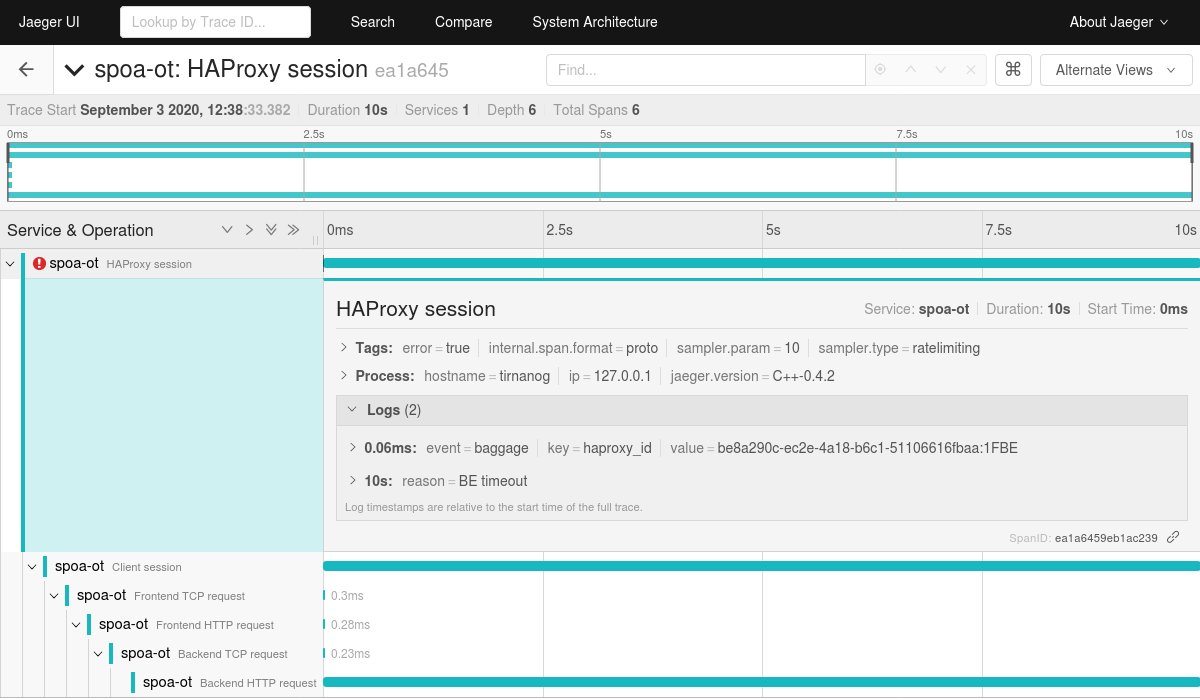 Jaeger UI Lookup by Trace ID... Search Compare System Architecture About Jaeger
spoa-ot: HAProxy session ea1a645 Find... ⌘ Alternate Views
Trace Start September 3 2020, 12:38:33.382 Duration 10s Services 1 Depth 6 Total Spans 6
0ms 2.5s 5s 7.5s 10s
Service & Operation 0ms 2.5s 5s 7.5s 10s
spoa-ot HAProxy session
HAProxy session Service: spoa-ot Duration: 10s Start Time: 0ms
Tags: error = true internal.span.format = proto sampler.param = 10 sampler.type = ratelimiting
Process: hostname = tirnanog ip = 127.0.0.1 jaeger.version = C++-0.4.2
Logs (2)
0.06ms: event = baggage key = haproxy_id value = be8a290c-ec2e-4a18-b6c1-51106616fbaa:1FBE
10s: reason = BE timeout
Log timestamps are relative to the start time of the full trace.
SpanID: ea1a6459eb1ac239
spoa-ot Client session
spoa-ot Frontend TCP request 0.3ms
spoa-ot Frontend HTTP request 0.28ms
spoa-ot Backend TCP request 0.23ms
spoa-ot Backend HTTP request